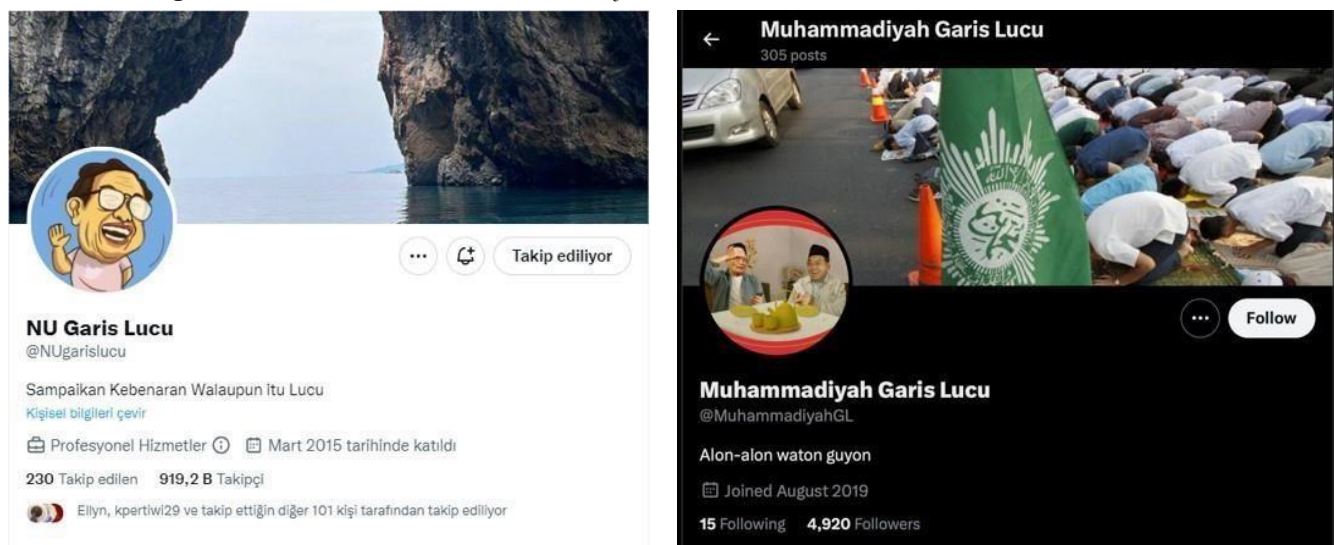 NU Garis Lucu
@NUgarislucu
Takip ediliyor
Sampaikan Kebenaran Walaupun itu Lucu
Kişisel bilgileri çevir
Profesyonel Hizmetler
Mart 2015 tarihinde katıldı
230 Takip edilen 919,2 B Takipçi
Ellyn, kpertiwi29 ve takip ettiğin diğer 101 kişi tarafından takip ediliyor
Muhammadiyah Garis Lucu
305 posts
Follow
Muhammadiyah Garis Lucu
@MuhammadiyahGL
Alon-alon waton guyon
Joined August 2019
15 Following 4,920 Followers